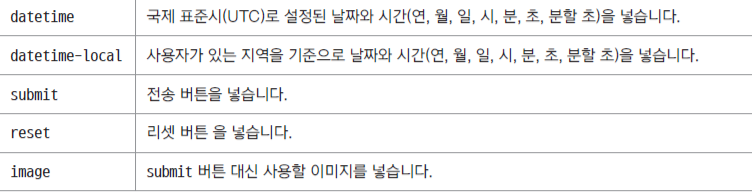 datetime 국제 표준시(UTC)로 설정된 날짜와 시간(연, 월, 일, 시, 분, 초, 분할 초)을 넣습니다.
datetime-local 사용자가 있는 지역을 기준으로 날짜와 시간(연, 월, 일, 시, 분, 초, 분할 초)을 넣습니다.
submit 전송 버튼을 넣습니다.
reset 리셋 버튼 을 넣습니다.
image submit 버튼 대신 사용할 이미지를 넣습니다.